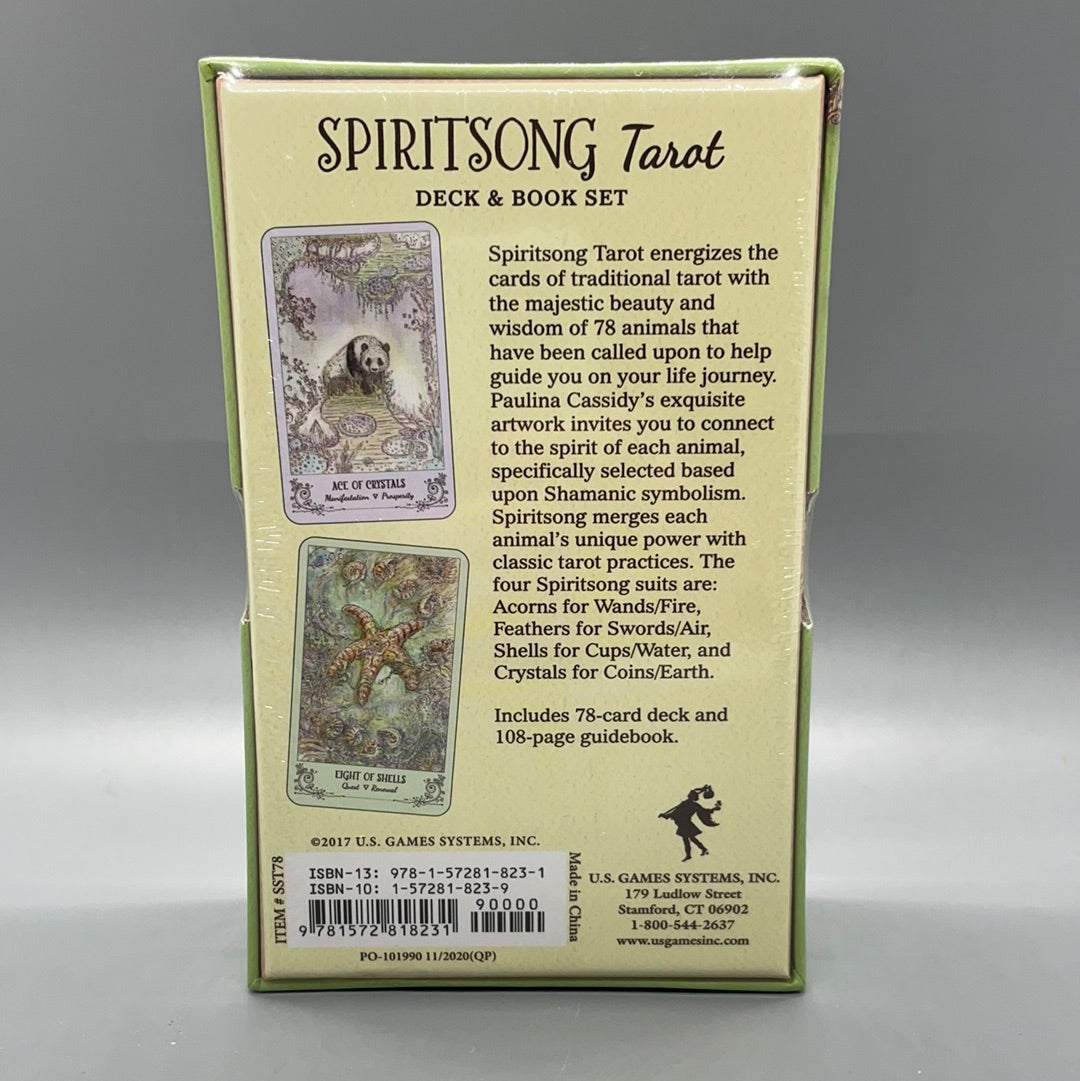 SPIRITSONG Tarot
DECK & BOOK SET
Spiritsong Tarot energizes the
cards of traditional tarot with
the majestic beauty and
wisdom of 78 animals that
have been called upon to help
guide you on your life journey.
Paulina Cassidy's exquisite
artwork invites you to connect
to the spirit of each animal,
specifically selected based
upon Shamanic symbolism.
Spiritsong merges each
animal's unique power with
classic tarot practices. The
four Spiritsong suits are:
Acorns for Wands/Fire,
Feathers for Swords/Air,
Shells for Cups/Water, and
Crystals for Coins/Earth.
Includes 78-card deck and
108-page guidebook.
ACE OF CRYSTALS
Manifestation ♡ Prosperity
EIGHT OF SHELLS
Quest ♡ Renewal
©2017 U.S. GAMES SYSTEMS, INC.
ITEM # SST78
ISBN-13: 978-1-57281-823-1
ISBN-10: 1-57281-823-9
90000
9 781572 818231
Made in China
PO-101990 11/2020(QP)
U.S. GAMES SYSTEMS, INC.
179 Ludlow Street
Stamford, CT 06902
1-800-544-2637
www.usgamesinc.com